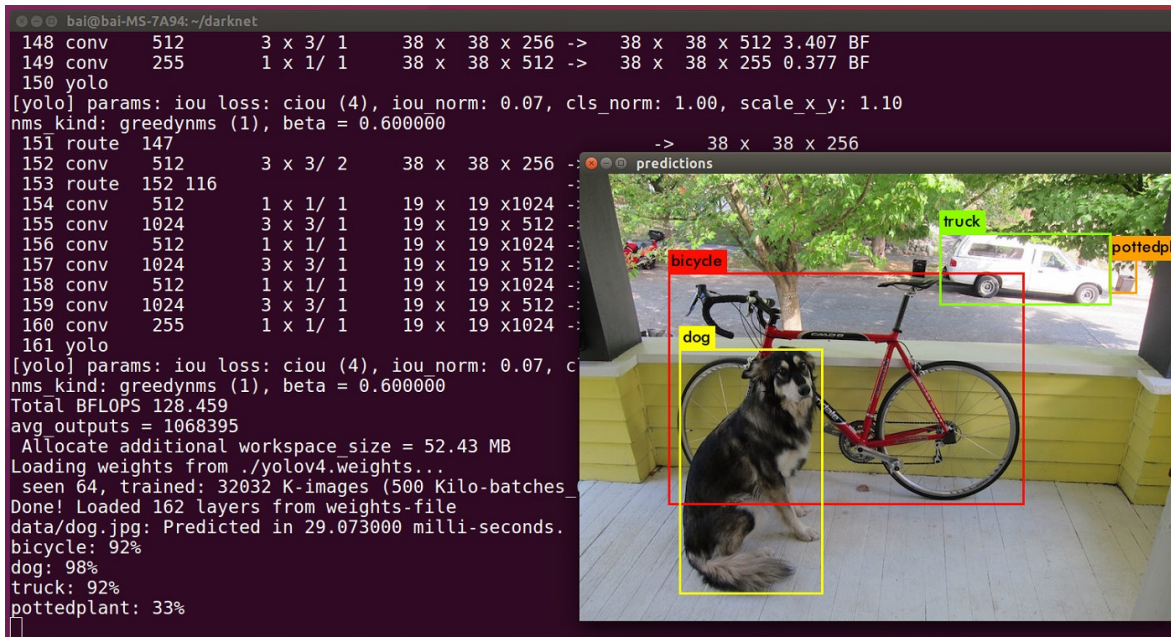 bai@bai-MS-7A94: ~/darknet
148 conv 512 3 x 3/ 1 38 x 38 x 256 -> 38 x 38 x 512 3.407 BF
149 conv 255 1 x 1/ 1 38 x 38 x 512 -> 38 x 38 x 255 0.377 BF
150 yolo
[yolo] params: iou loss: ciou (4), iou_norm: 0.07, cls_norm: 1.00, scale_x_y: 1.10
nms_kind: greedynms (1), beta = 0.600000
151 route 147 -> 38 x 38 x 256
152 conv 512 3 x 3/ 2 38 x 38 x 256 -
153 route 152 116 -
154 conv 512 1 x 1/ 1 19 x 19 x1024 -
155 conv 1024 3 x 3/ 1 19 x 19 x 512 -
156 conv 512 1 x 1/ 1 19 x 19 x1024 -
157 conv 1024 3 x 3/ 1 19 x 19 x 512 -
158 conv 512 1 x 1/ 1 19 x 19 x1024 -
159 conv 1024 3 x 3/ 1 19 x 19 x 512 -
160 conv 255 1 x 1/ 1 19 x 19 x1024 -
161 yolo
[yolo] params: iou loss: ciou (4), iou_norm: 0.07, c
nms_kind: greedynms (1), beta = 0.600000
Total BFLOPS 128.459
avg_outputs = 1068395
Allocate additional workspace_size = 52.43 MB
Loading weights from ./yolov4.weights...
seen 64, trained: 32032 K-images (500 Kilo-batches_
Done! Loaded 162 layers from weights-file
data/dog.jpg: Predicted in 29.073000 milli-seconds.
bicycle: 92%
dog: 98%
truck: 92%
pottedplant: 33%
predictions
truck
pottedpl
bicycle
dog